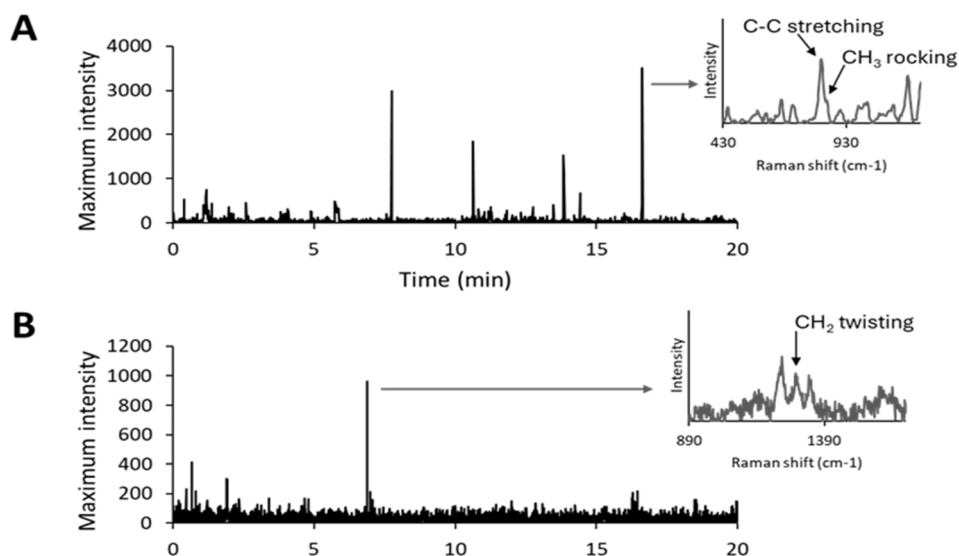 A
Maximum intensity
4000
3000
2000
1000
0
0 5 10 15 20
Time (min)
C-C stretching
CH₃ rocking
Intensity
430 930
Raman shift (cm-1)
B
Maximum intensity
1200
1000
800
600
400
200
0
0 5 10 15 20
CH₂ twisting
Intensity
890 1390
Raman shift (cm-1)